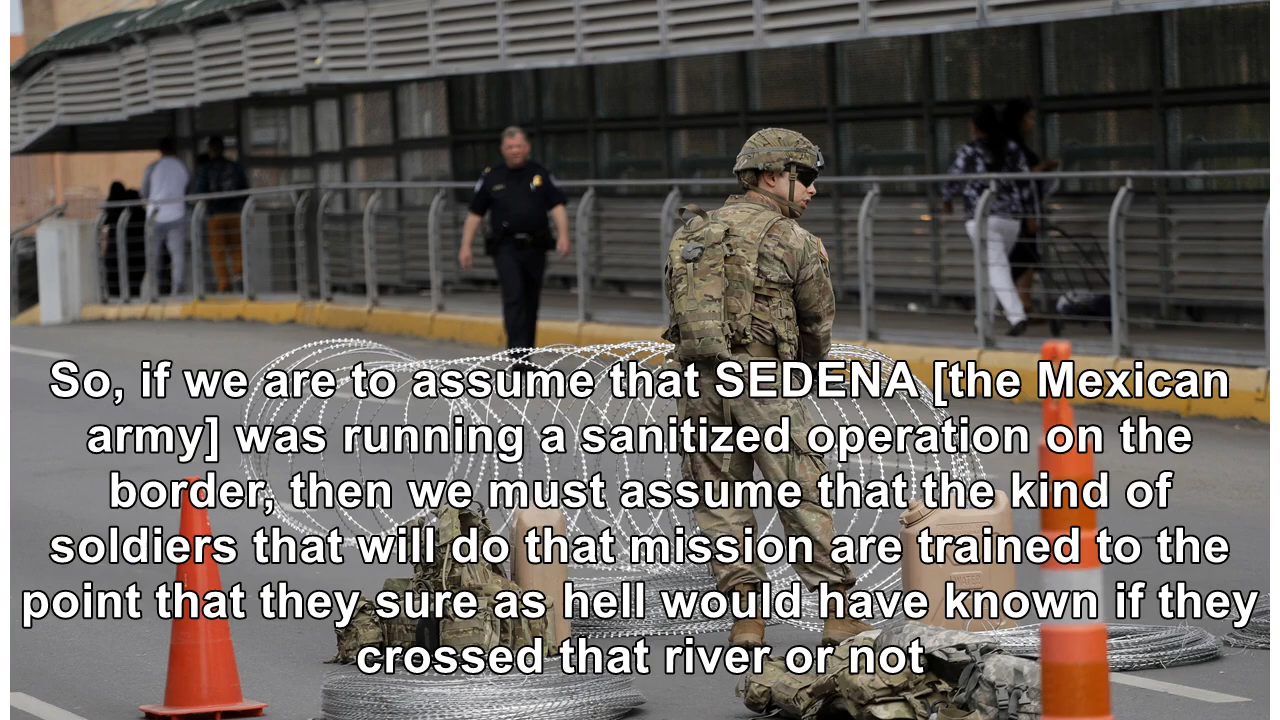 So, if we are to assume that SEDENA [the Mexican
army] was running a sanitized operation on the
border, then we must assume that the kind of
soldiers that will do that mission are trained to the
point that they sure as hell would have known if they
crossed that river or not